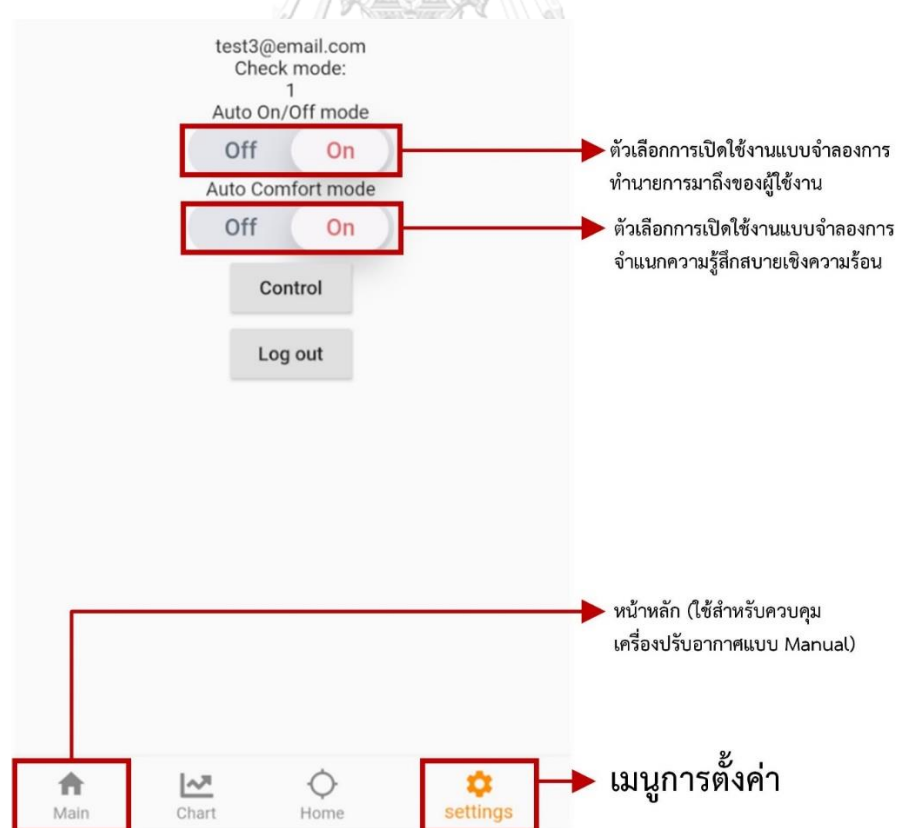 test3@email.com
Check mode:
1
Auto On/Off mode
Off On
ตัวเลือกการเปิดใช้งานแบบจำลองการ
ทำนายการมาถึงของผู้ใช้งาน
Auto Comfort mode
Off On
ตัวเลือกการเปิดใช้งานแบบจำลองการ
จำแนกความรู้สึกสบายเชิงความร้อน
Control
Log out
หน้าหลัก (ใช้สำหรับควบคุม
เครื่องปรับอากาศแบบ Manual)
เมนูการตั้งค่า
Main Chart Home settings